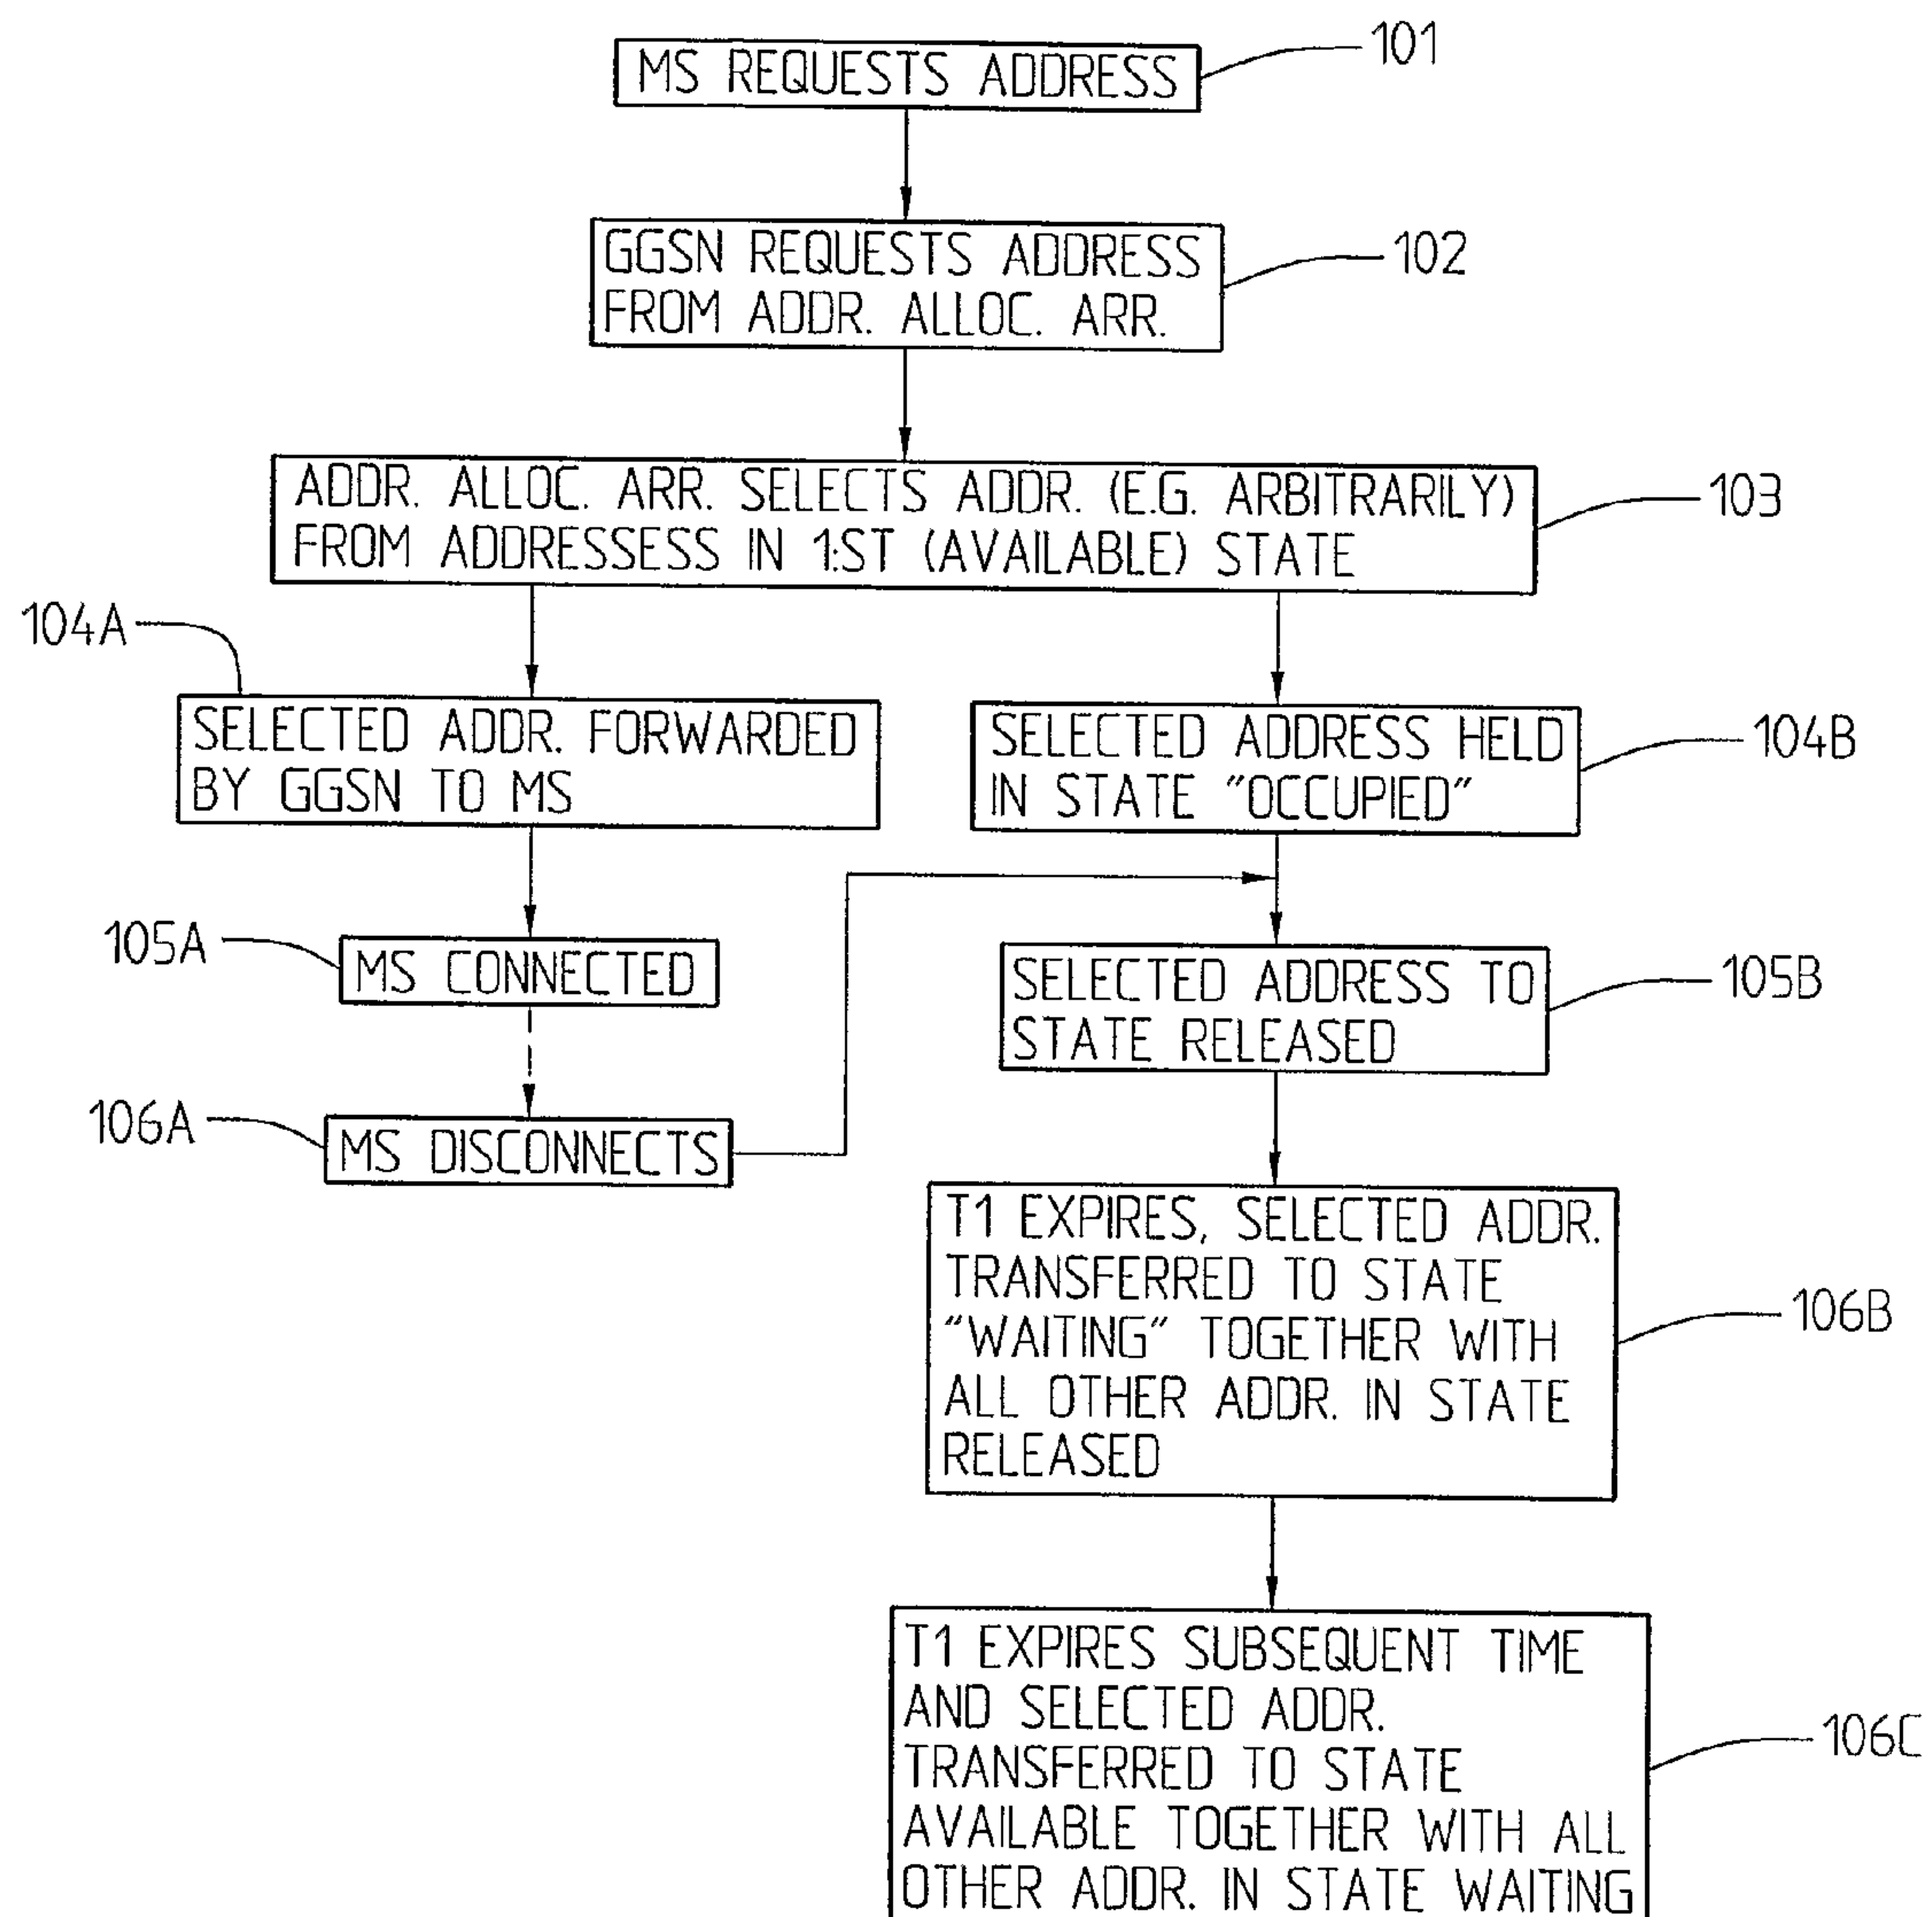 MS REQUESTS ADDRESS
101
GGSN REQUESTS ADDRESS
FROM ADDR. ALLOC. ARR.
102
ADDR. ALLOC. ARR. SELECTS ADDR. (E.G. ARBITRARILY)
FROM ADDRESSESS IN 1:ST (AVAILABLE) STATE
103
104A
SELECTED ADDR. FORWARDED
BY GGSN TO MS
SELECTED ADDRESS HELD
IN STATE "OCCUPIED"
104B
105A
MS CONNECTED
SELECTED ADDRESS TO
STATE RELEASED
105B
106A
MS DISCONNECTS
T1 EXPIRES, SELECTED ADDR.
TRANSFERRED TO STATE
"WAITING" TOGETHER WITH
ALL OTHER ADDR. IN STATE
RELEASED
106B
T1 EXPIRES SUBSEQUENT TIME
AND SELECTED ADDR.
TRANSFERRED TO STATE
AVAILABLE TOGETHER WITH ALL
OTHER ADDR. IN STATE WAITING
106C